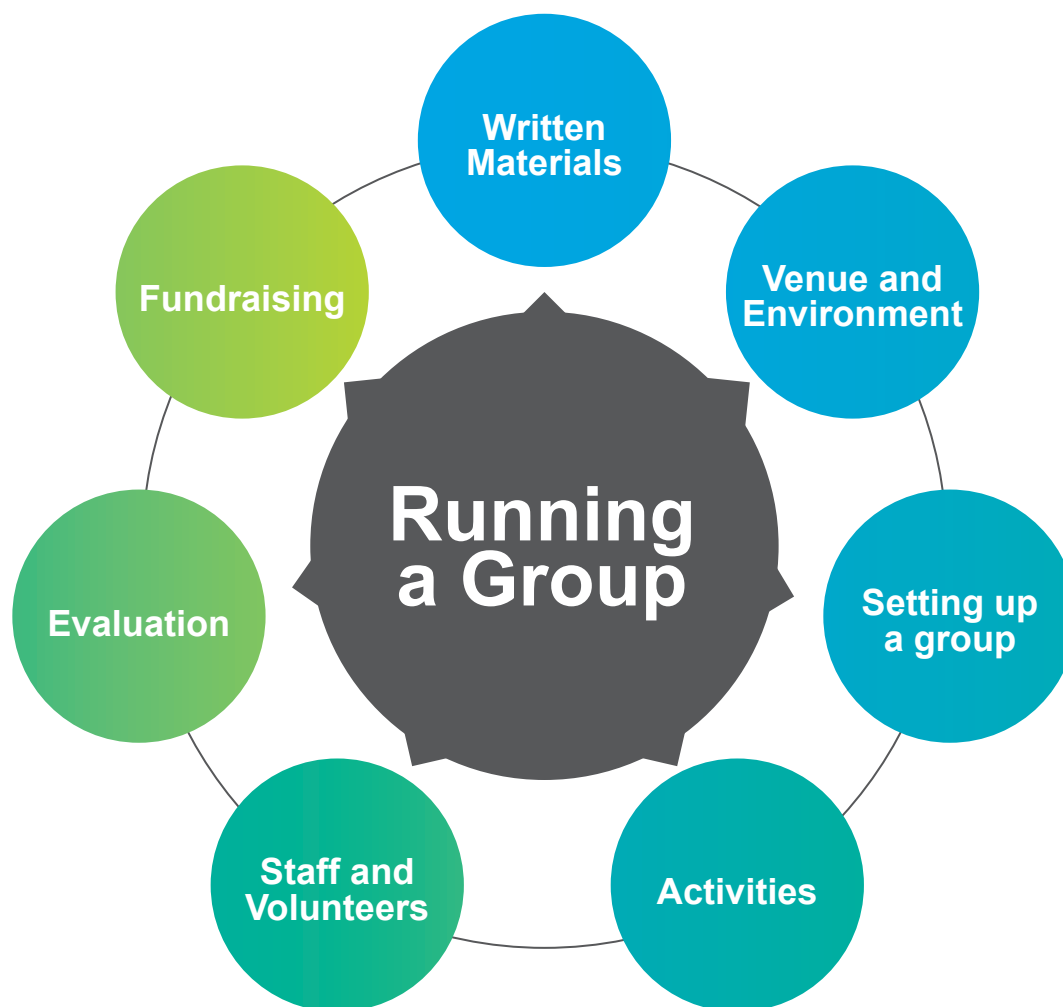 Written
Materials
Venue and
Environment
Fundraising
Running
a Group
Setting up
a group
Evaluation
Staff and
Volunteers
Activities